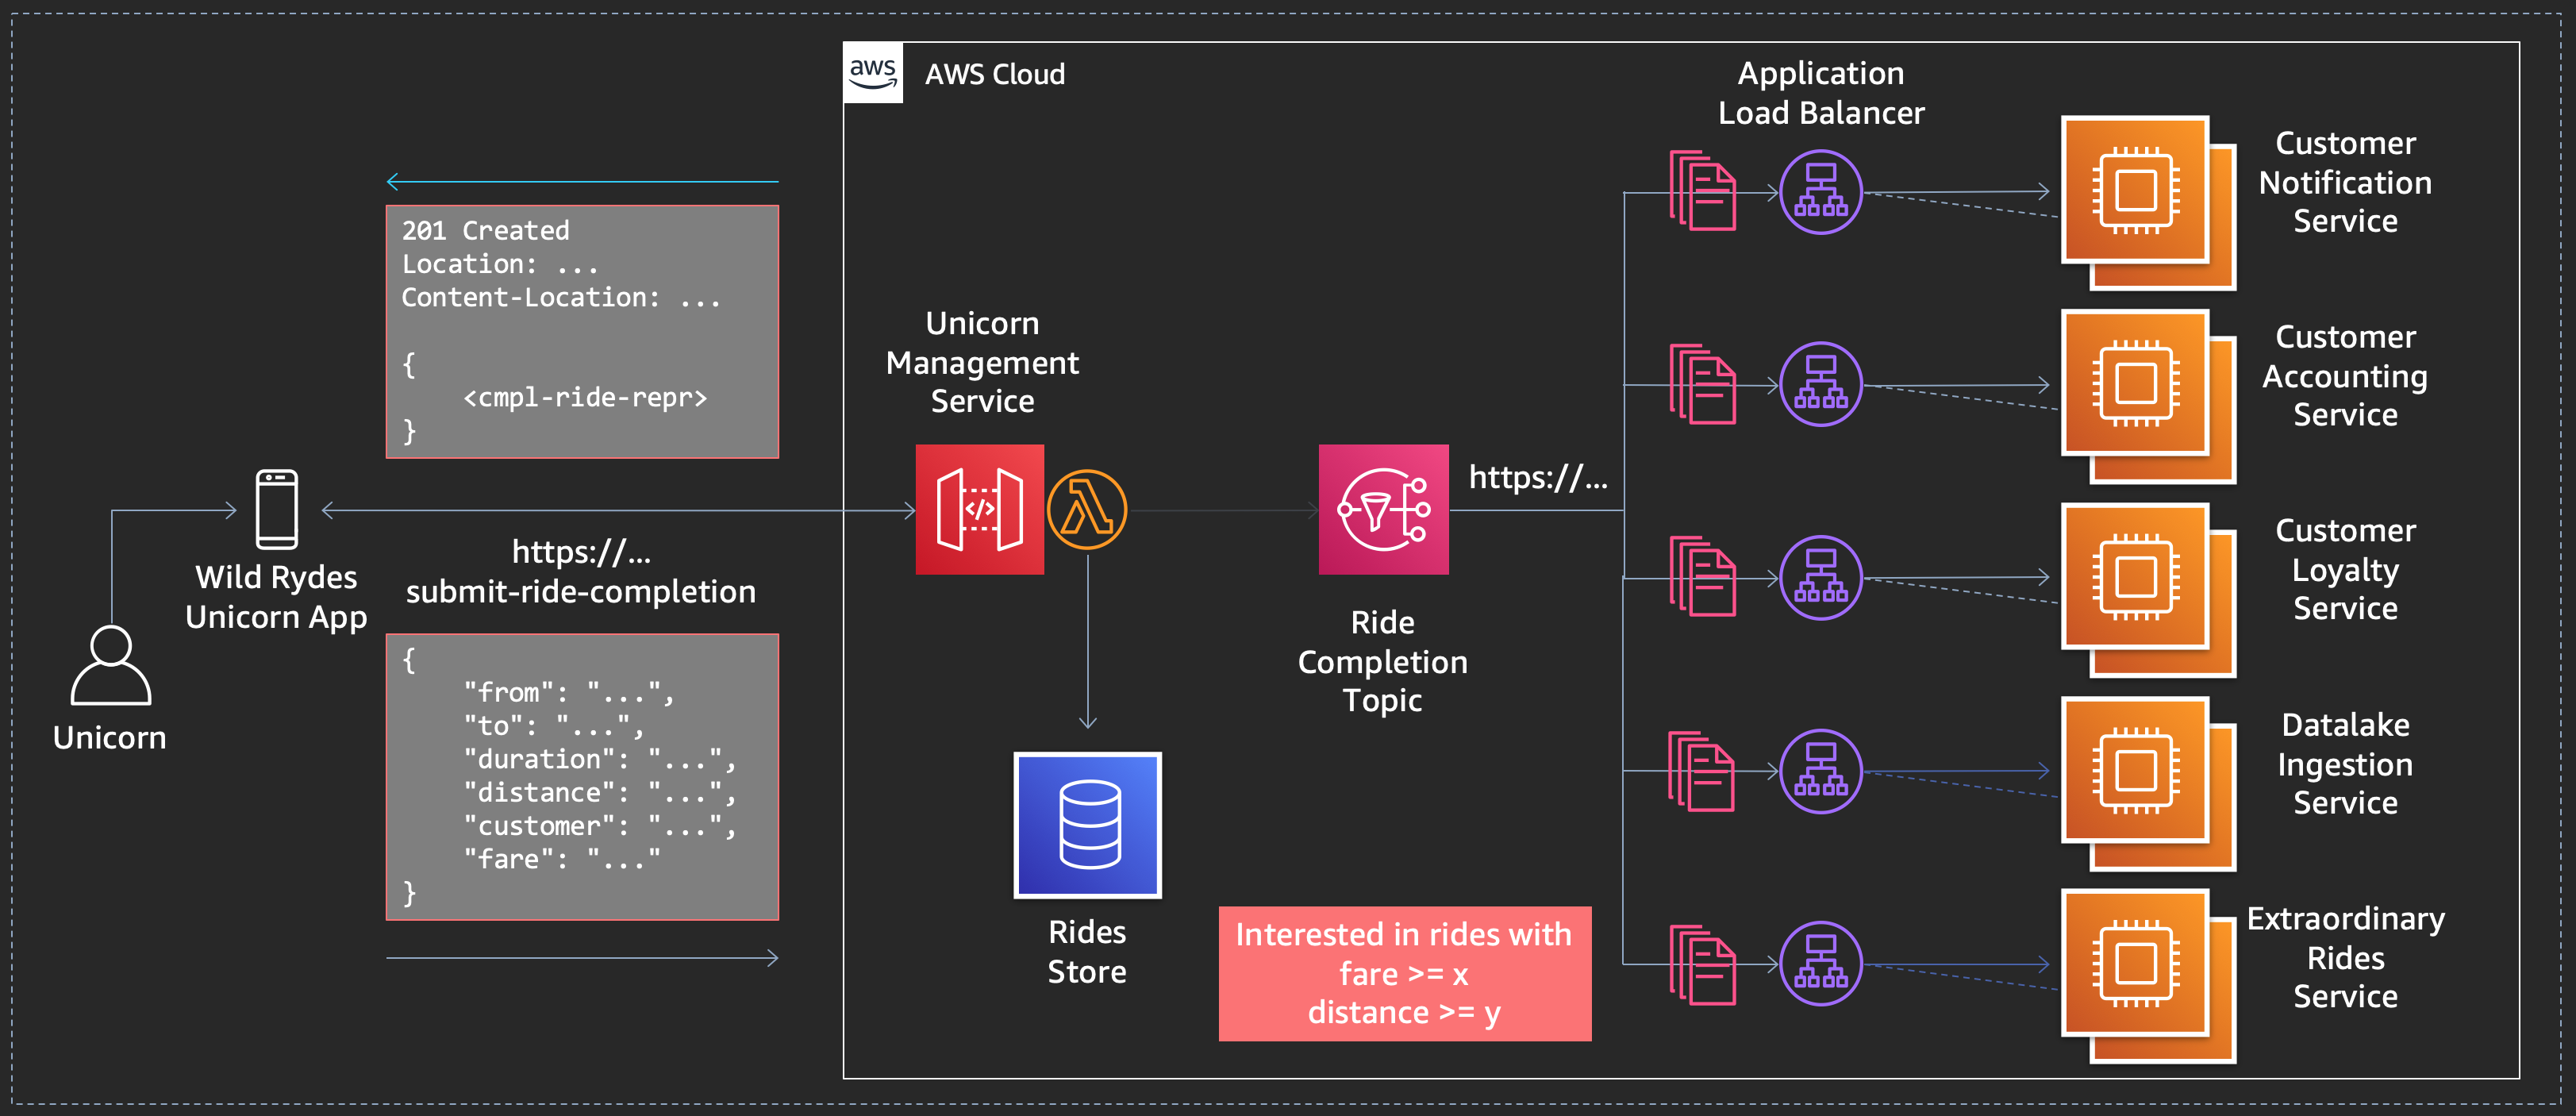 aws
AWS Cloud
201 Created
Location: ...
Content-Location: ...
{
<cmpl-ride-repr>
}
Unicorn
Wild Rydes
Unicorn App
https://...
submit-ride-completion
{
"from": "...",
"to": "...",
"duration": "...",
"distance": "...",
"customer": "...",
"fare": "..."
}
Unicorn
Management
Service
</>
Rides
Store
Ride
Completion
Topic
https://...
Interested in rides with
fare >= x
distance >= y
Application
Load Balancer
Customer
Notification
Service
Customer
Accounting
Service
Customer
Loyalty
Service
Datalake
Ingestion
Service
Extraordinary
Rides
Service